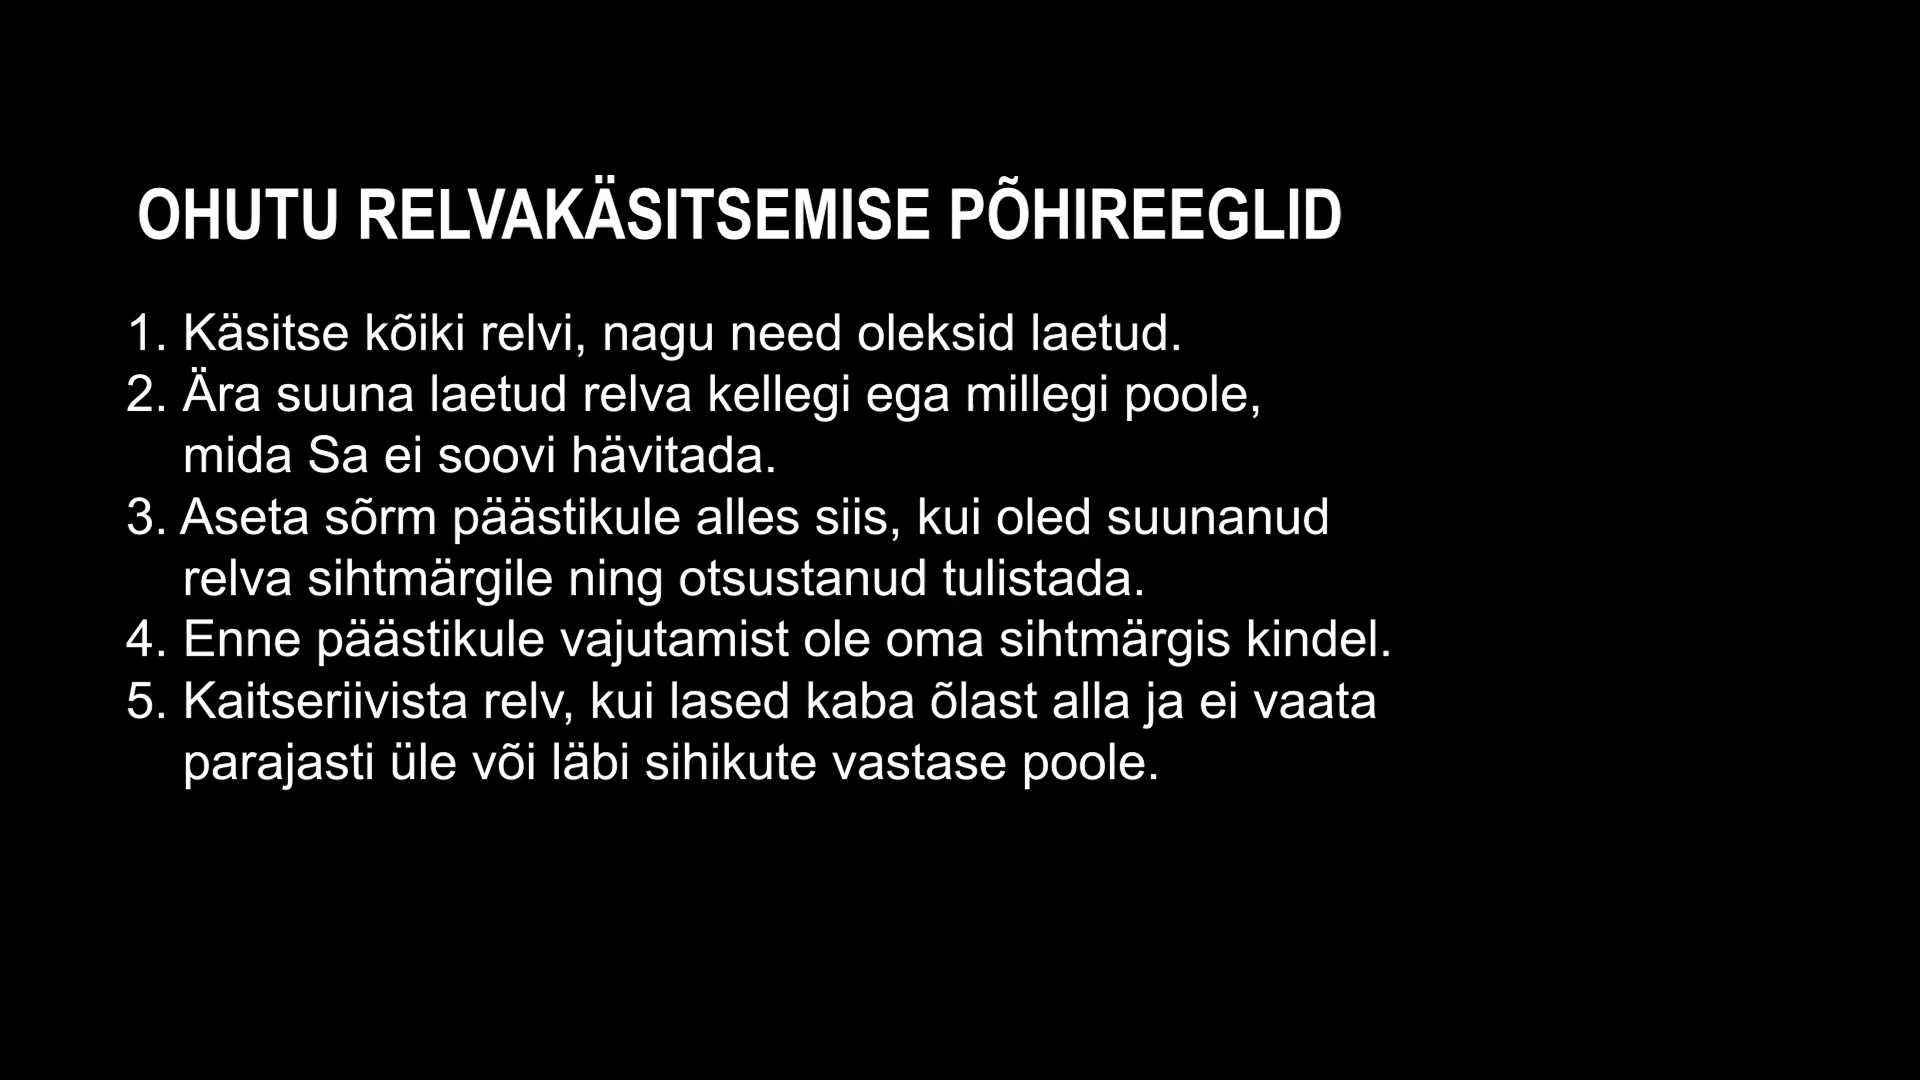 OHUTU RELVAKÄSITSEMISE PÕHIREEGLID
1. Käsitse kõiki relvi, nagu need oleksid laetud.
2. Ära suuna laetud relva kellegi ega millegi poole,
mida Sa ei soovi hävitada.
3. Aseta sõrm päästikule alles siis, kui oled suunanud
relva sihtmärgile ning otsustanud tulistada.
4. Enne päästikule vajutamist ole oma sihtmärgis kindel.
5. Kaitseriivista relv, kui lased kaba õlast alla ja ei vaata
parajasti üle või läbi sihikute vastase poole.